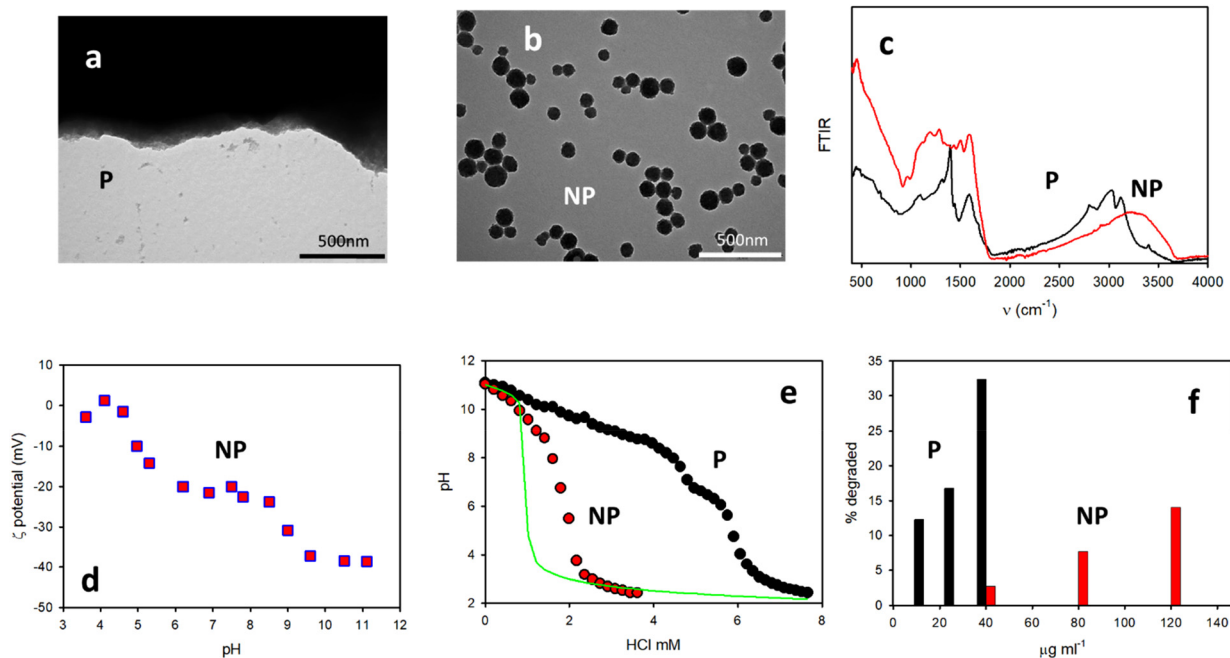 a
P
500nm
b
NP
500nm
c
P
NP
FTIR
500 1000 1500 2000 2500 3000 3500 4000
ν (cm⁻¹)
10
0
-10
-20
-30
-40
-50
ζ potential (mV)
NP
d
3 4 5 6 7 8 9 10 11 12
pH
12
10
8
6
4
2
pH
e
P
NP
0 2 4 6 8
HCl mM
35
30
25
20
15
10
5
0
% degraded
f
P
NP
0 20 40 60 80 100 120 140
μg ml⁻¹